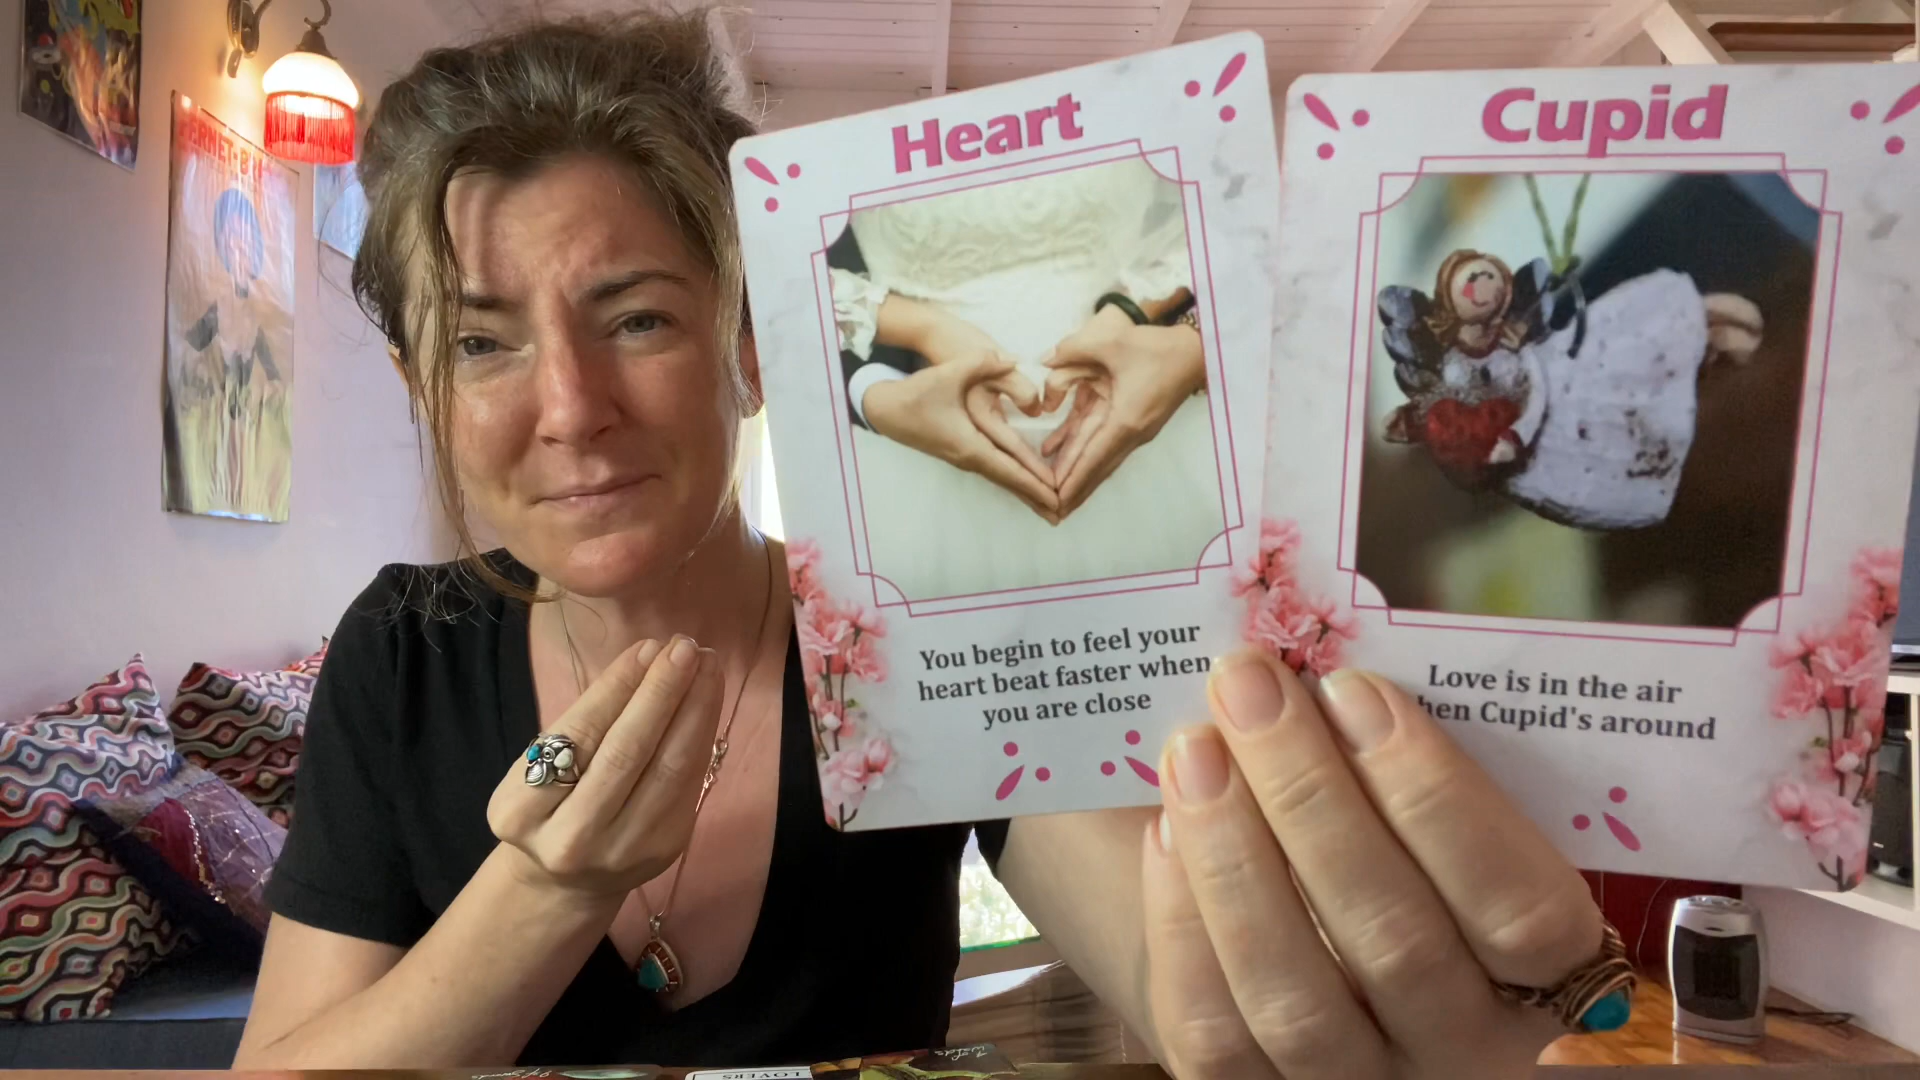 Heart
You begin to feel your
heart beat faster when
you are close
Cupid
Love is in the air
Cupid's around
LOVERS